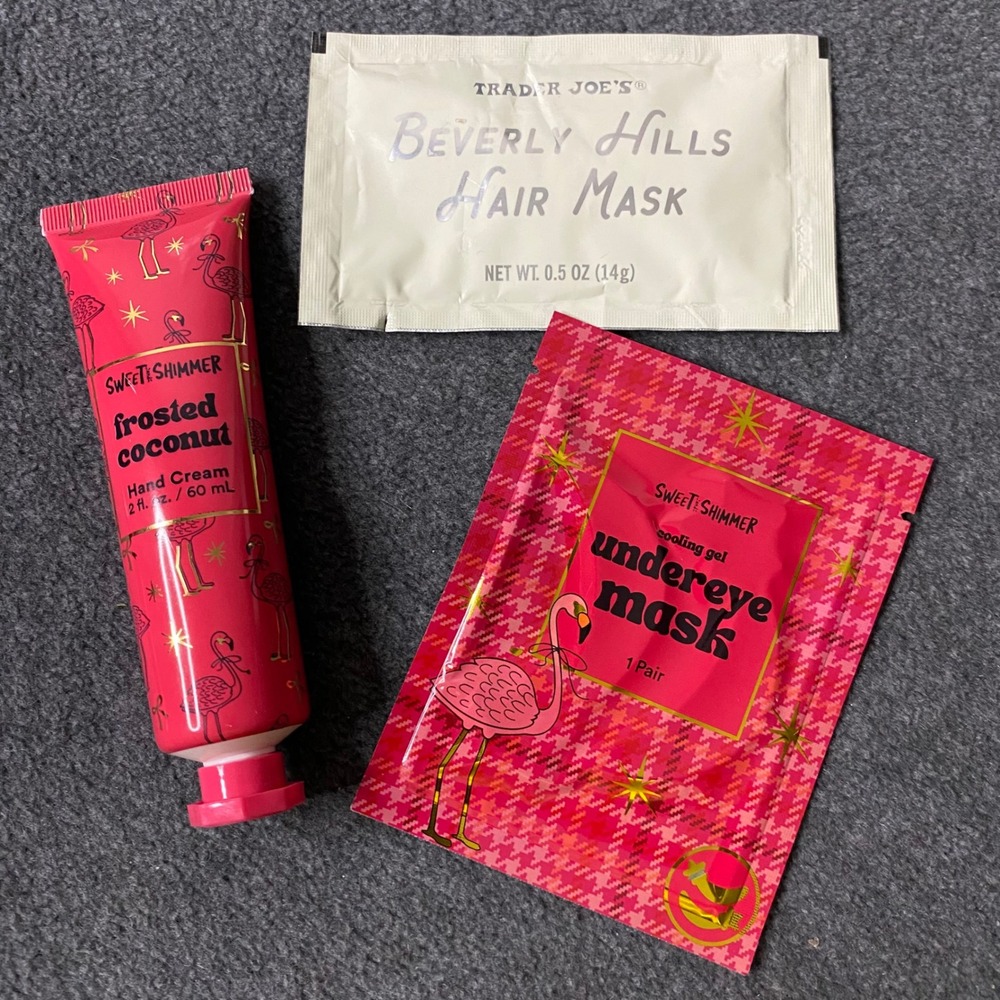 TRADER JOE'S®
BEVERLY HILLS
HAIR MASK
NET WT. 0.5 OZ (14g)
SWEET & SHIMMER
frosted
coconut
Hand Cream
2 fl. oz. / 60 mL
SWEET & SHIMMER
cooling gel
undereye
mask
1 Pair